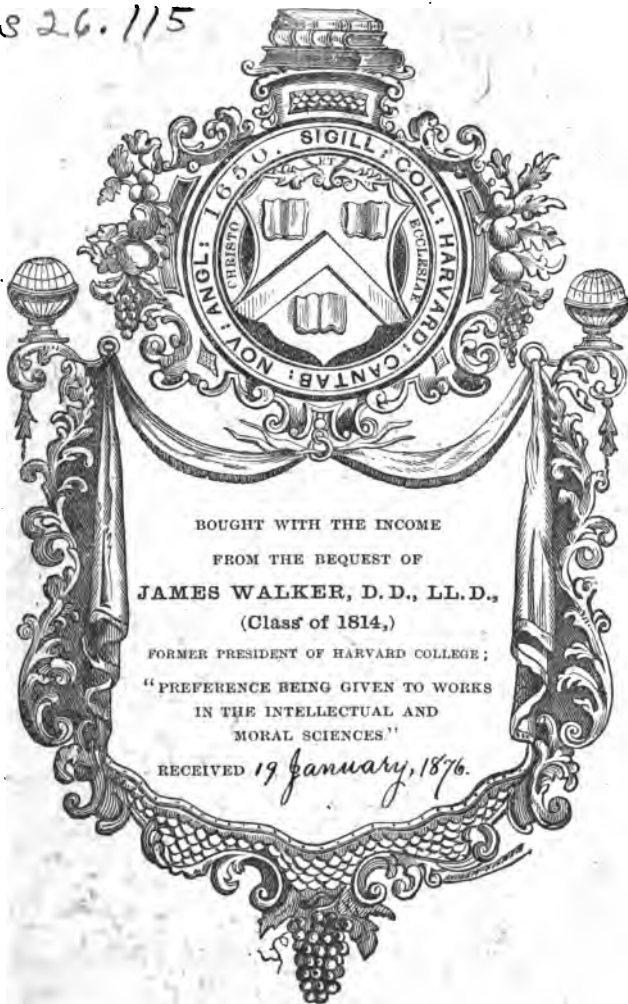 s 26.115
SIGILL: COLL: HARVARD: CANTAB: NOV: ANGL: 1650.
ET
CHRISTO
ECCLESIAE
BOUGHT WITH THE INCOME
FROM THE BEQUEST OF
JAMES WALKER, D.D., LL.D.,
(Class of 1814,)
FORMER PRESIDENT OF HARVARD COLLEGE;
"PREFERENCE BEING GIVEN TO WORKS
IN THE INTELLECTUAL AND
MORAL SCIENCES."
RECEIVED 19 January, 1876.